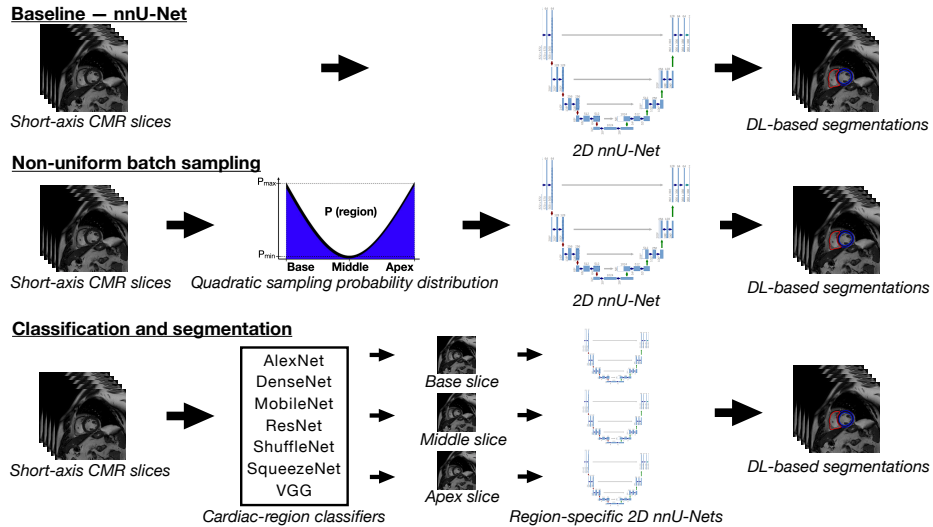 Baseline — nnU-Net
Short-axis CMR slices
2D nnU-Net
DL-based segmentations
Non-uniform batch sampling
Pmax
P (region)
Pmin
Base Middle Apex
Short-axis CMR slices
Quadratic sampling probability distribution
2D nnU-Net
DL-based segmentations
Classification and segmentation
AlexNet
DenseNet
MobileNet
ResNet
ShuffleNet
SqueezeNet
VGG
Base slice
Middle slice
Apex slice
Short-axis CMR slices
Cardiac-region classifiers
Region-specific 2D nnU-Nets
DL-based segmentations